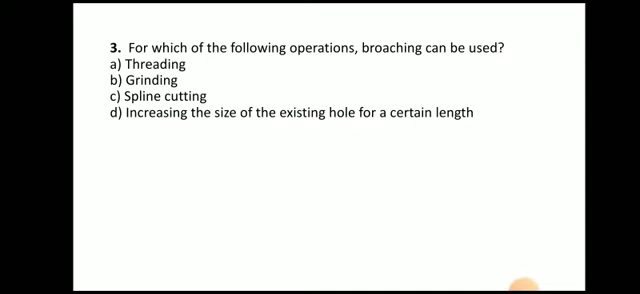 3. For which of the following operations, broaching can be used?
a) Threading
b) Grinding
c) Spline cutting
d) Increasing the size of the existing hole for a certain length